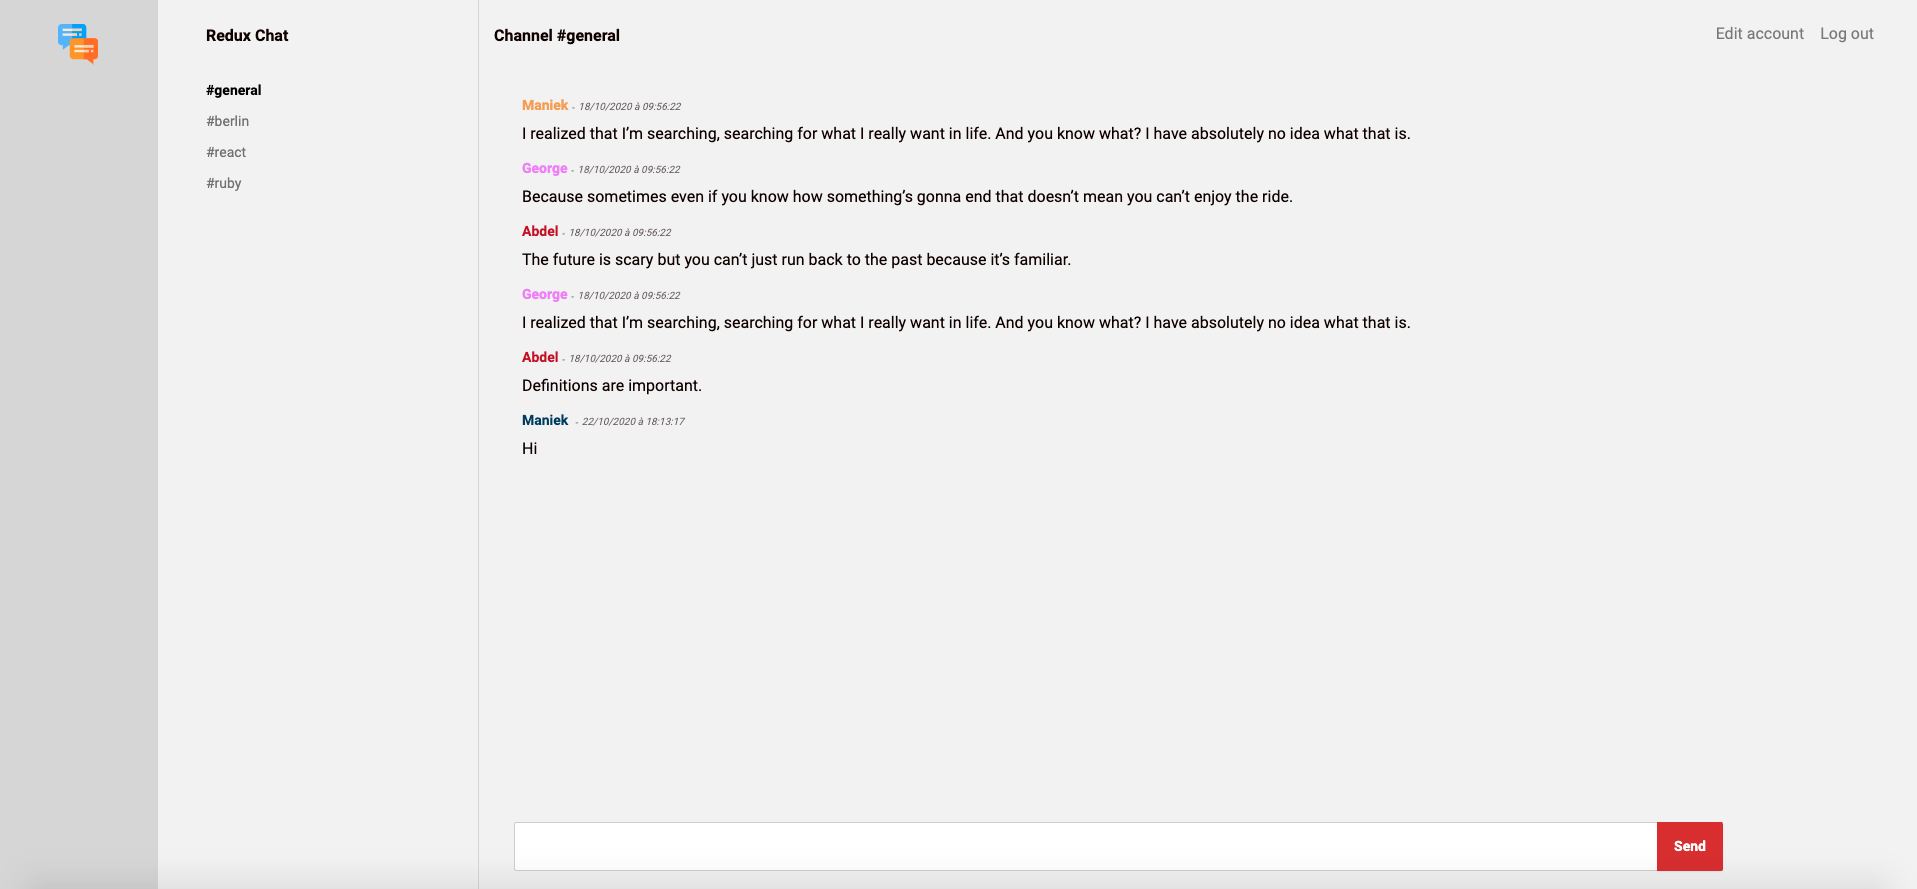 Redux Chat
#general
#berlin
#react
#ruby
Channel #general
Edit account Log out
Maniek - 18/10/2020 à 09:56:22
I realized that I’m searching, searching for what I really want in life. And you know what? I have absolutely no idea what that is.
George - 18/10/2020 à 09:56:22
Because sometimes even if you know how something’s gonna end that doesn’t mean you can’t enjoy the ride.
Abdel - 18/10/2020 à 09:56:22
The future is scary but you can’t just run back to the past because it’s familiar.
George - 18/10/2020 à 09:56:22
I realized that I’m searching, searching for what I really want in life. And you know what? I have absolutely no idea what that is.
Abdel - 18/10/2020 à 09:56:22
Definitions are important.
Maniek - 22/10/2020 à 18:13:17
Hi
Send